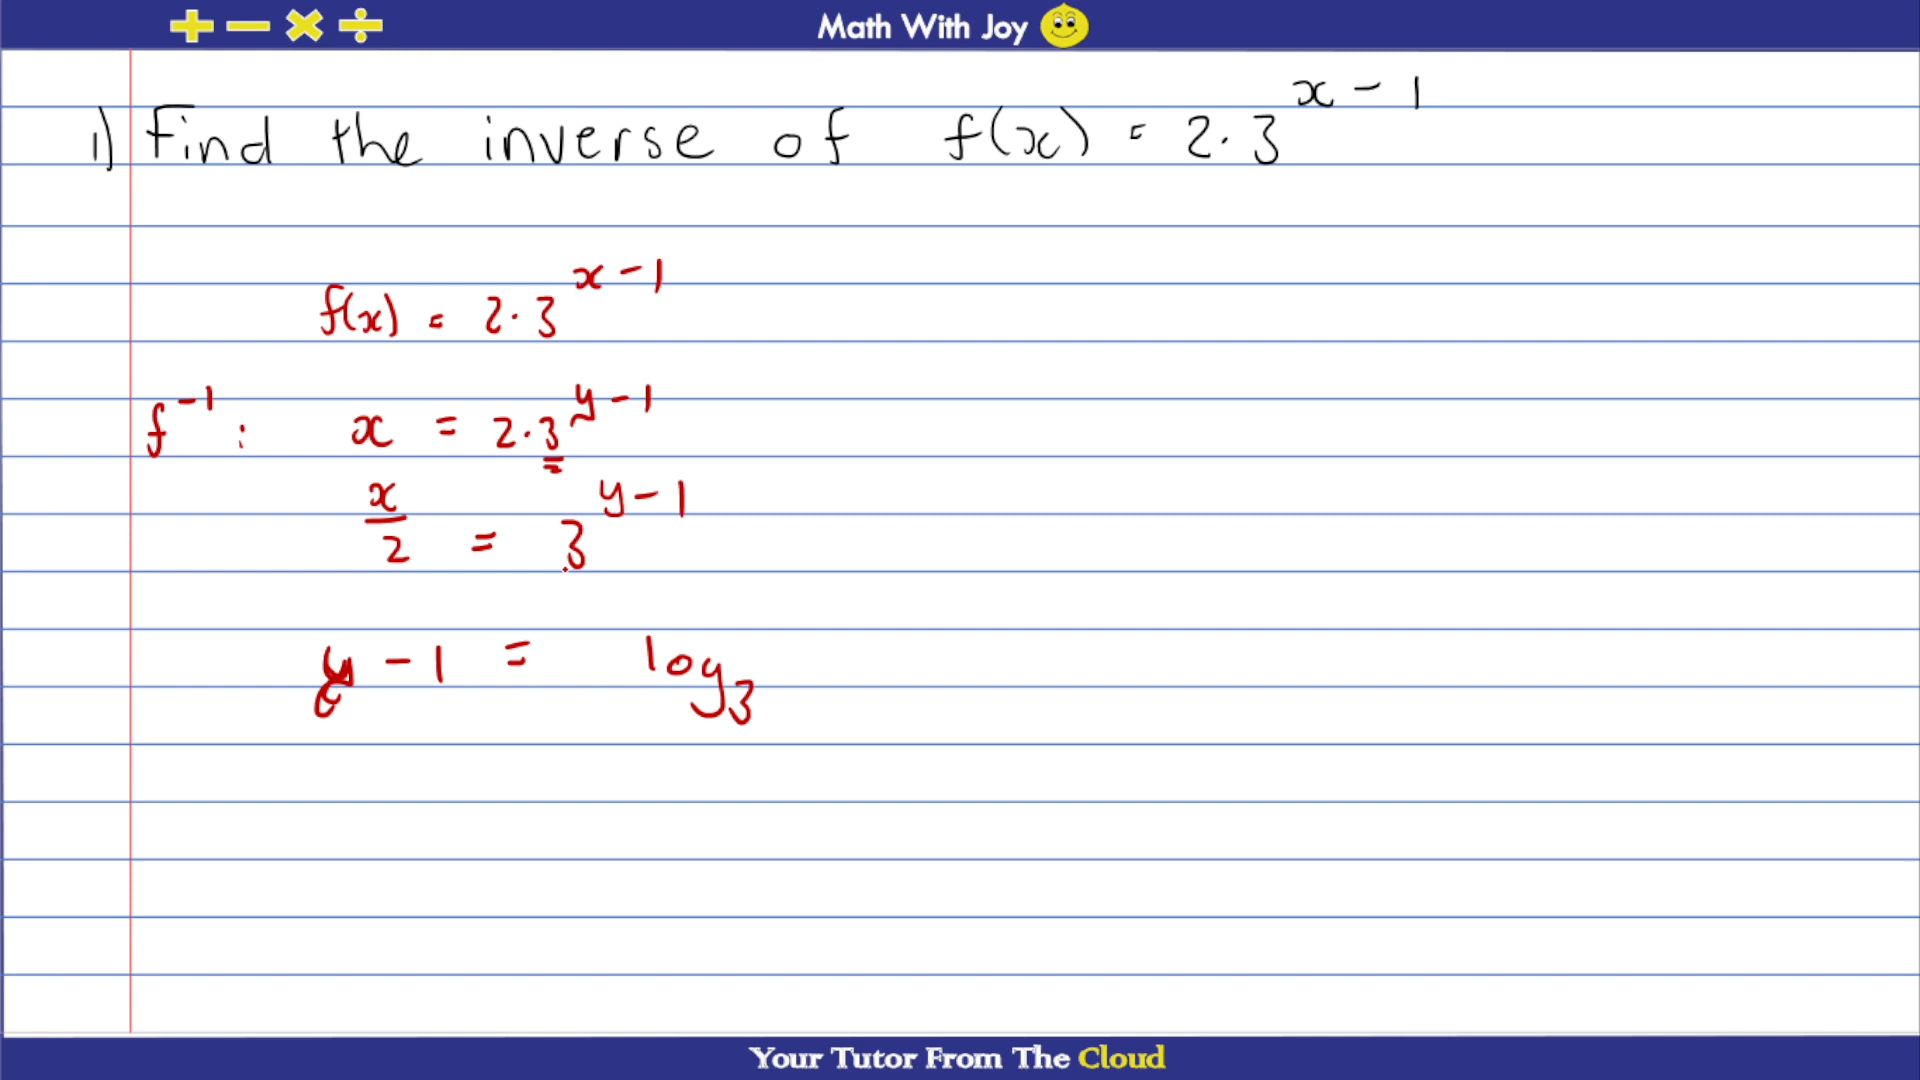 Math With Joy
1) Find the inverse of f(x) = 2·3^{x-1}
f(x) = 2·3^{x-1}
f^{-1} : x = 2·3^{y-1}
x/2 = 3^{y-1}
y - 1 = log_3
Your Tutor From The Cloud